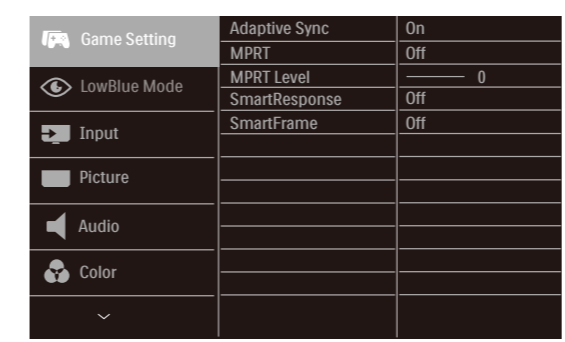 Game Setting
LowBlue Mode
Input
Picture
Audio
Color
Adaptive Sync On
MPRT Off
MPRT Level 0
SmartResponse Off
SmartFrame Off